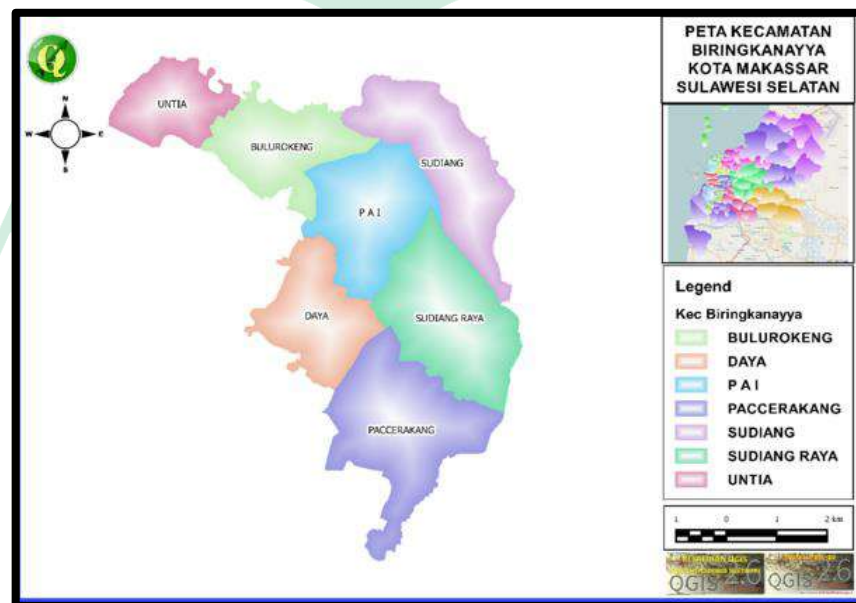 PETA KECAMATAN
BIRINGKANAYYA
KOTA MAKASSAR
SULAWESI SELATAN
N
W E
S
UNTIA
BULUROKENG
SUDIANG
P A I
DAYA
SUDIANG RAYA
PACCERAKANG
Legend
Kec Biringkanayya
BULUROKENG
DAYA
P A I
PACCERAKANG
SUDIANG
SUDIANG RAYA
UNTIA
1 0 1 2 km
QGIS 2.6
QGIS 2.6